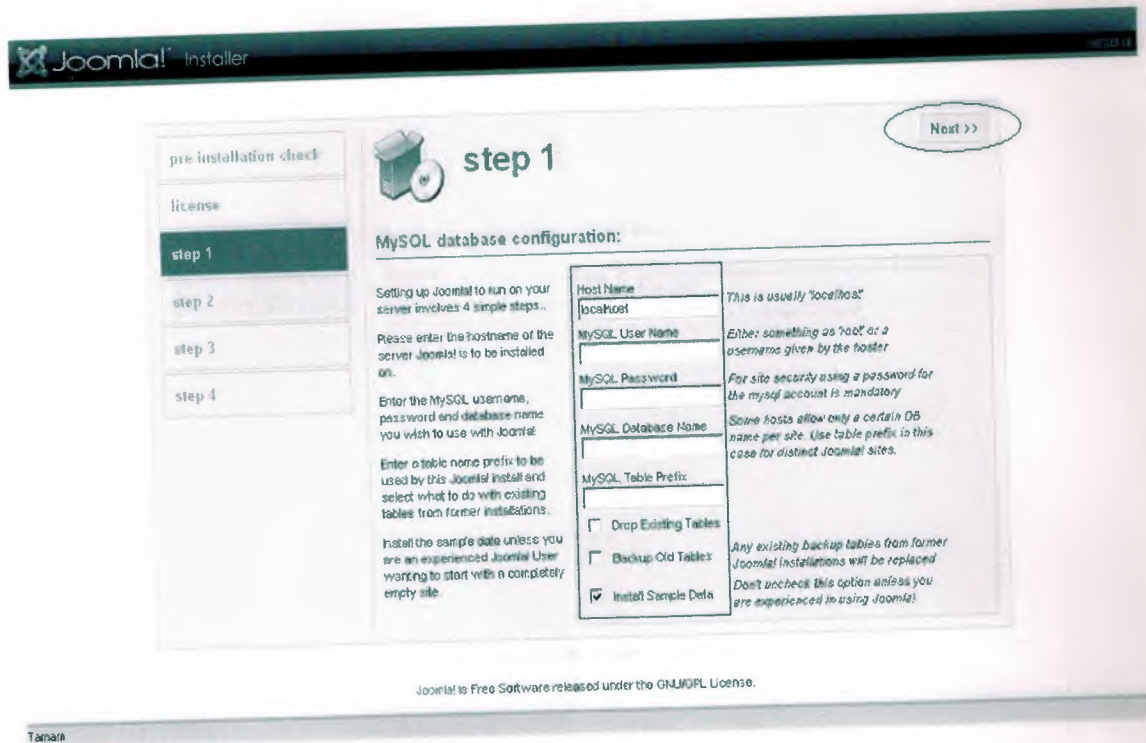 Joomla! Installer
Next >>
pre-installation check
license
step 1
step 2
step 3
step 4
step 1
MySQL database configuration:
Setting up Joomla! to run on your
server involves 4 simple steps..
Please enter the hostname of the
server Joomla! is to be installed
on.
Enter the MySQL username,
password and database name
you wish to use with Joomla!
Enter a table name prefix to be
used by this Joomla! install and
select what to do with existing
tables from former installations.
Install the sample data unless you
are an experienced Joomla! User
wanting to start with a completely
empty site.
Host Name
localhost
This is usually 'localhost'
MySQL User Name
Either something as 'root' or a
username given by the hoster
MySQL Password
For site security using a password for
the mysql account is mandatory
MySQL Database Name
Some hosts allow only a certain DB
name per site. Use table prefix in this
case for distinct Joomla! sites.
MySQL Table Prefix
Drop Existing Tables
Backup Old Tables
Any existing backup tables from former
Joomla! installations will be replaced
Install Sample Data
Don't uncheck this option unless you
are experienced in using Joomla!
Joomla! is Free Software released under the GNU/GPL License.
Tamam